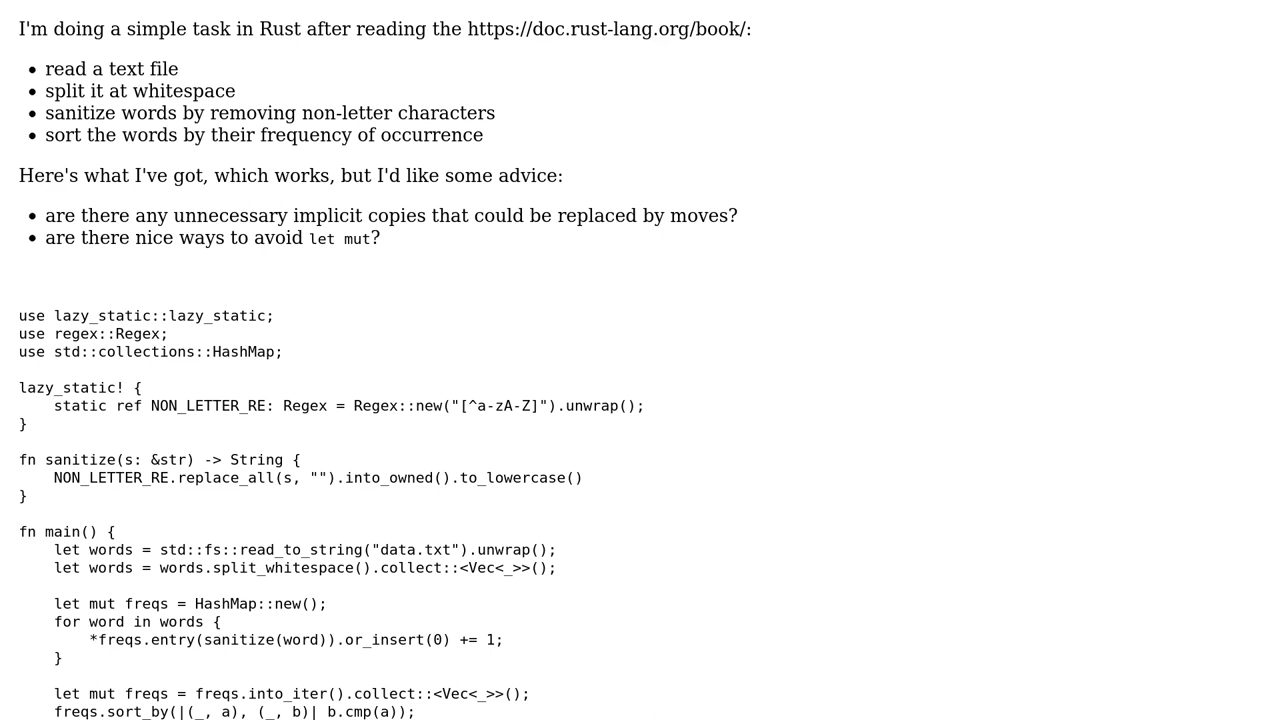 I'm doing a simple task in Rust after reading the https://doc.rust-lang.org/book/:
• read a text file
• split it at whitespace
• sanitize words by removing non-letter characters
• sort the words by their frequency of occurrence
Here's what I've got, which works, but I'd like some advice:
• are there any unnecessary implicit copies that could be replaced by moves?
• are there nice ways to avoid let mut?
use lazy_static::lazy_static;
use regex::Regex;
use std::collections::HashMap;
lazy_static! {
    static ref NON_LETTER_RE: Regex = Regex::new("[^a-zA-Z]").unwrap();
}
fn sanitize(s: &str) -> String {
    NON_LETTER_RE.replace_all(s, "").into_owned().to_lowercase()
}
fn main() {
    let words = std::fs::read_to_string("data.txt").unwrap();
    let words = words.split_whitespace().collect::<Vec<_>>();
    let mut freqs = HashMap::new();
    for word in words {
        *freqs.entry(sanitize(word)).or_insert(0) += 1;
    }
    let mut freqs = freqs.into_iter().collect::<Vec<_>>();
    freqs.sort_by(|(_, a), (_, b)| b.cmp(a));